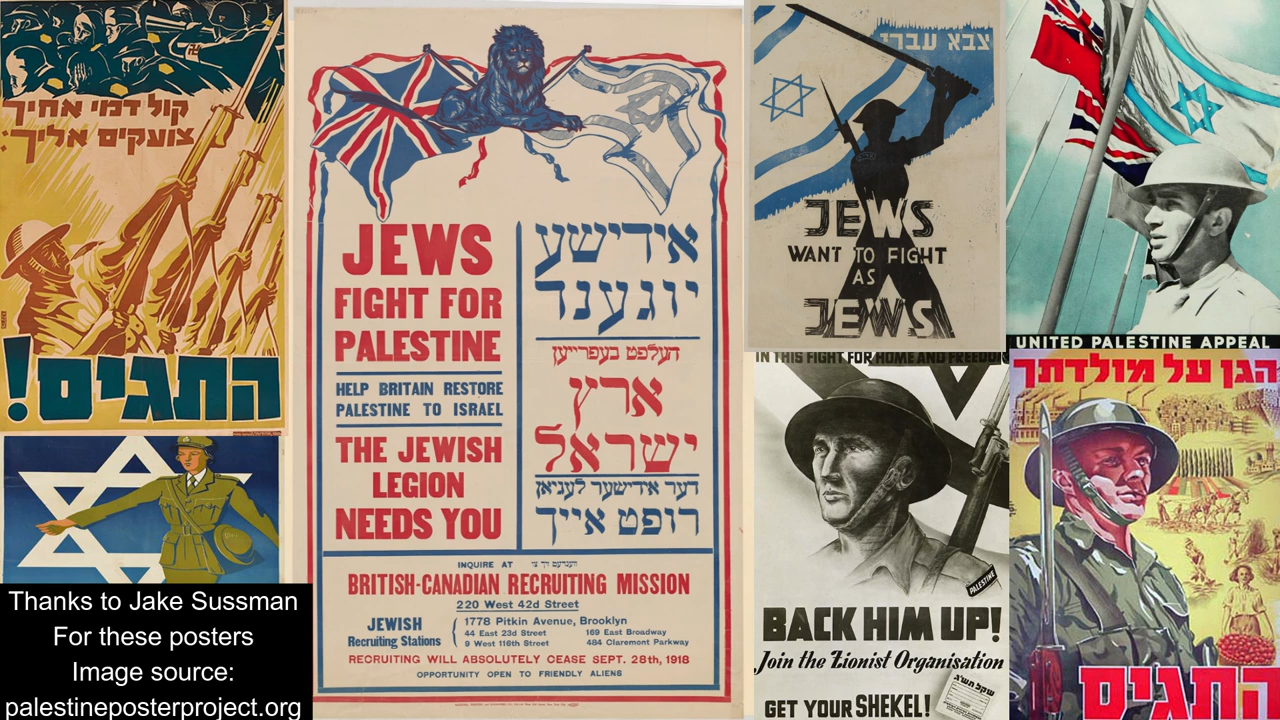 קול דמי אחיך
צועקים אליך:
התגיסו!
Thanks to Jake Sussman
For these posters
Image source:
palestineposterproject.org
JEWS
FIGHT FOR
PALESTINE
HELP BRITAIN RESTORE
PALESTINE TO ISRAEL
THE JEWISH
LEGION
NEEDS YOU
אידישע
יוגענד
העלפט בעפרייען
ארץ
ישראל
דער אידישער לעגיאן
רופט אייך
INQUIRE AT
BRITISH-CANADIAN RECRUITING MISSION
220 West 42d Street
JEWISH
Recruiting Stations
1778 Pitkin Avenue, Brooklyn
44 East 23d Street 169 East Broadway
9 West 116th Street 484 Claremont Parkway
RECRUITING WILL ABSOLUTELY CEASE SEPT. 28th, 1918
OPPORTUNITY OPEN TO FRIENDLY ALIENS
צבא עברי
JEWS
WANT TO FIGHT
AS
JEWS
IN THIS FIGHT FOR HOME AND FREEDOM
PALESTINE
BACK HIM UP!
Join the Zionist Organisation
GET YOUR SHEKEL!
שקל תש"ג
UNITED PALESTINE APPEAL
הגן על מולדתך
התגיס